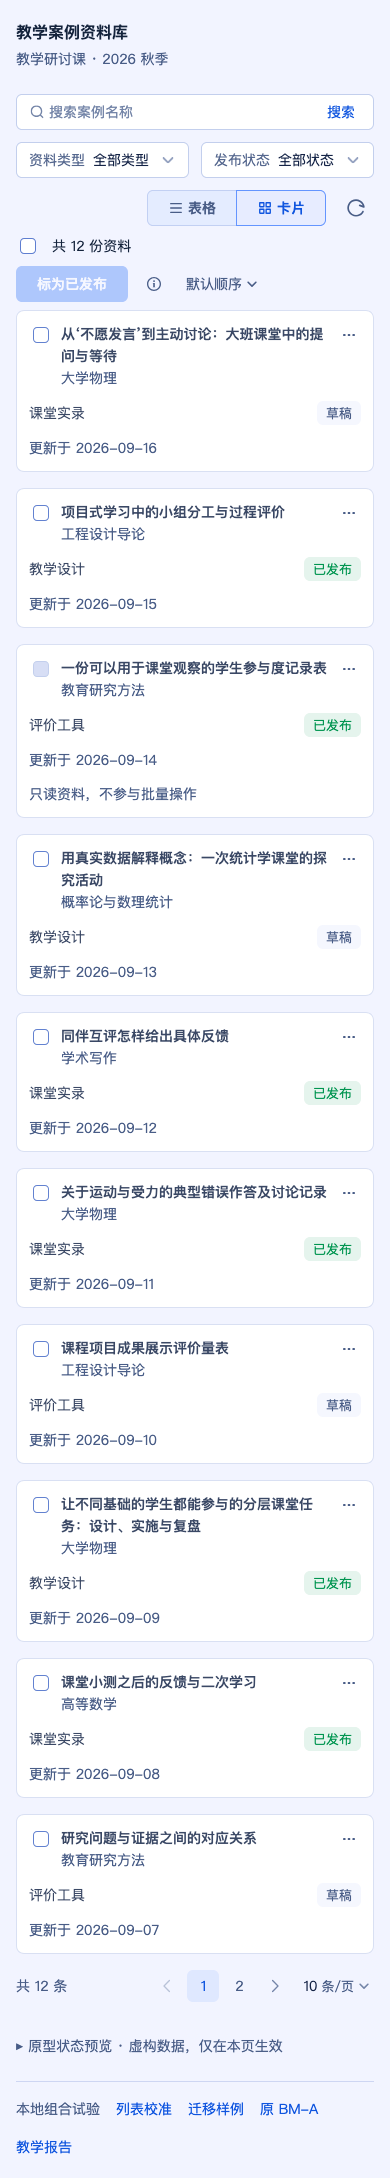 教学案例资料库
教学研讨课 · 2026 秋季
搜索案例名称 搜索
资料类型 全部类型 发布状态 全部状态
表格 卡片
共 12 份资料
标为已发布 默认顺序
从‘不愿发言’到主动讨论：大班课堂中的提
问与等待
大学物理
课堂实录 草稿
更新于 2026-09-16
项目式学习中的小组分工与过程评价
工程设计导论
教学设计 已发布
更新于 2026-09-15
一份可以用于课堂观察的学生参与度记录表
教育研究方法
评价工具 已发布
更新于 2026-09-14
只读资料，不参与批量操作
用真实数据解释概念：一次统计学课堂的探
究活动
概率论与数理统计
教学设计 草稿
更新于 2026-09-13
同伴互评怎样给出具体反馈
学术写作
课堂实录 已发布
更新于 2026-09-12
关于运动与受力的典型错误作答及讨论记录
大学物理
课堂实录 已发布
更新于 2026-09-11
课程项目成果展示评价量表
工程设计导论
评价工具 草稿
更新于 2026-09-10
让不同基础的学生都能参与的分层课堂任
务：设计、实施与复盘
大学物理
教学设计 已发布
更新于 2026-09-09
课堂小测之后的反馈与二次学习
高等数学
课堂实录 已发布
更新于 2026-09-08
研究问题与证据之间的对应关系
教育研究方法
评价工具 草稿
更新于 2026-09-07
共 12 条 1 2 10 条/页
▸ 原型状态预览 · 虚构数据，仅在本页生效
本地组合试验 列表校准 迁移样例 原 BM-A
教学报告